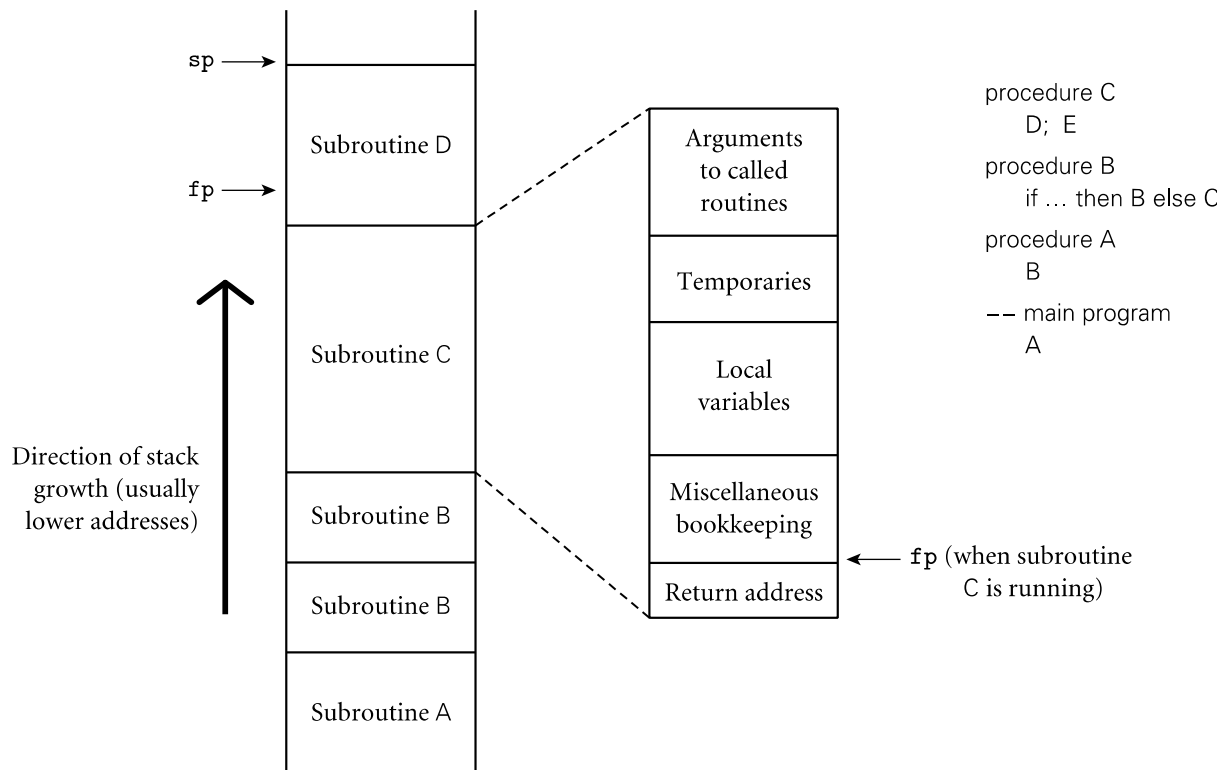 sp
Subroutine D
fp
Subroutine C
Direction of stack
growth (usually
lower addresses)
Subroutine B
Subroutine B
Subroutine A
Arguments
to called
routines
Temporaries
Local
variables
Miscellaneous
bookkeeping
Return address
fp (when subroutine
C is running)
procedure C
D; E
procedure B
if ... then B else C
procedure A
B
-- main program
A